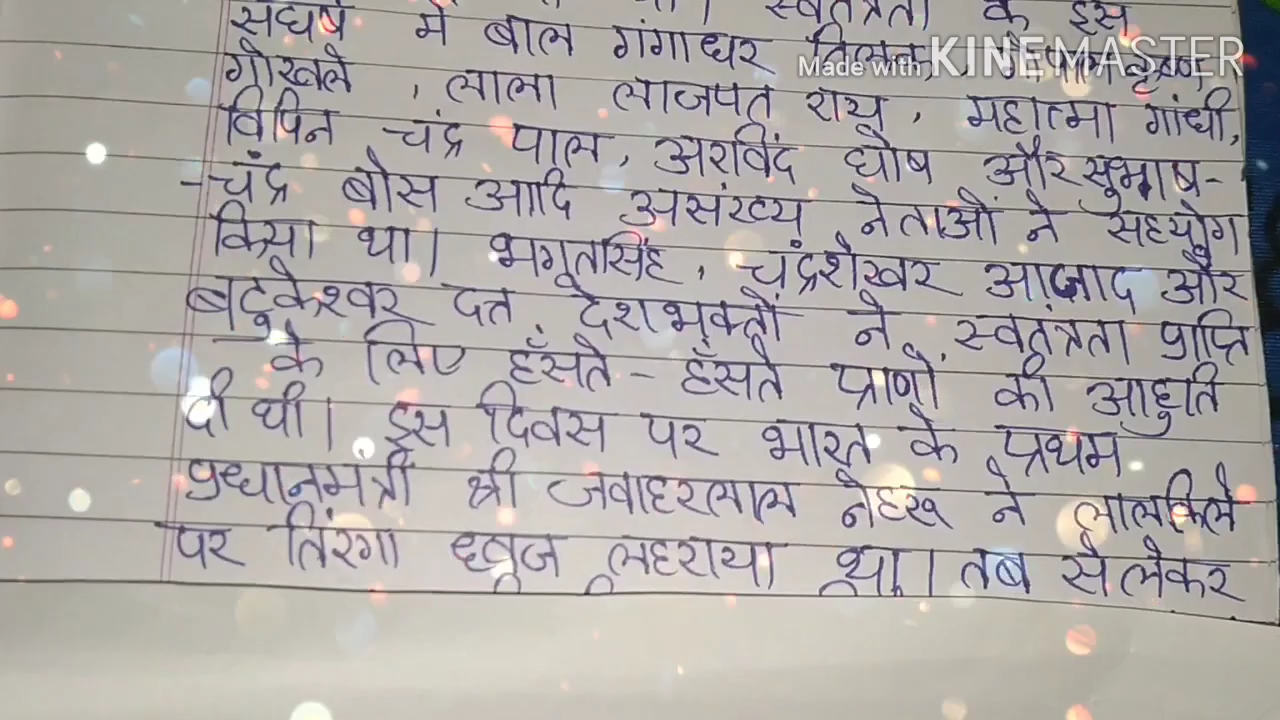 स्वतंत्रता के इस
संघर्ष में बाल गंगाधर तिलक, गोपाल कृष्ण
Made with KINEMASTER
गोखले , लाला लाजपत राय , महात्मा गांधी,
विपिन चंद्र पाल, अरविंद घोष और सुभाष-
-चंद्र बोस आदि असंख्य नेताओं ने सहयोग
किया था। भगतसिंह , चंद्रशेखर आज़ाद और
बटुकेश्वर दत्त , देशभक्तों ने स्वतंत्रता प्राप्ति
के लिए हँसते - हँसते प्राणों की आहुति
दी थी। इस दिवस पर भारत के प्रथम
प्रधानमंत्री श्री जवाहरलाल नेहरू ने लालकिले
पर तिंरगा ध्वज लहराया था। तब से लेकर